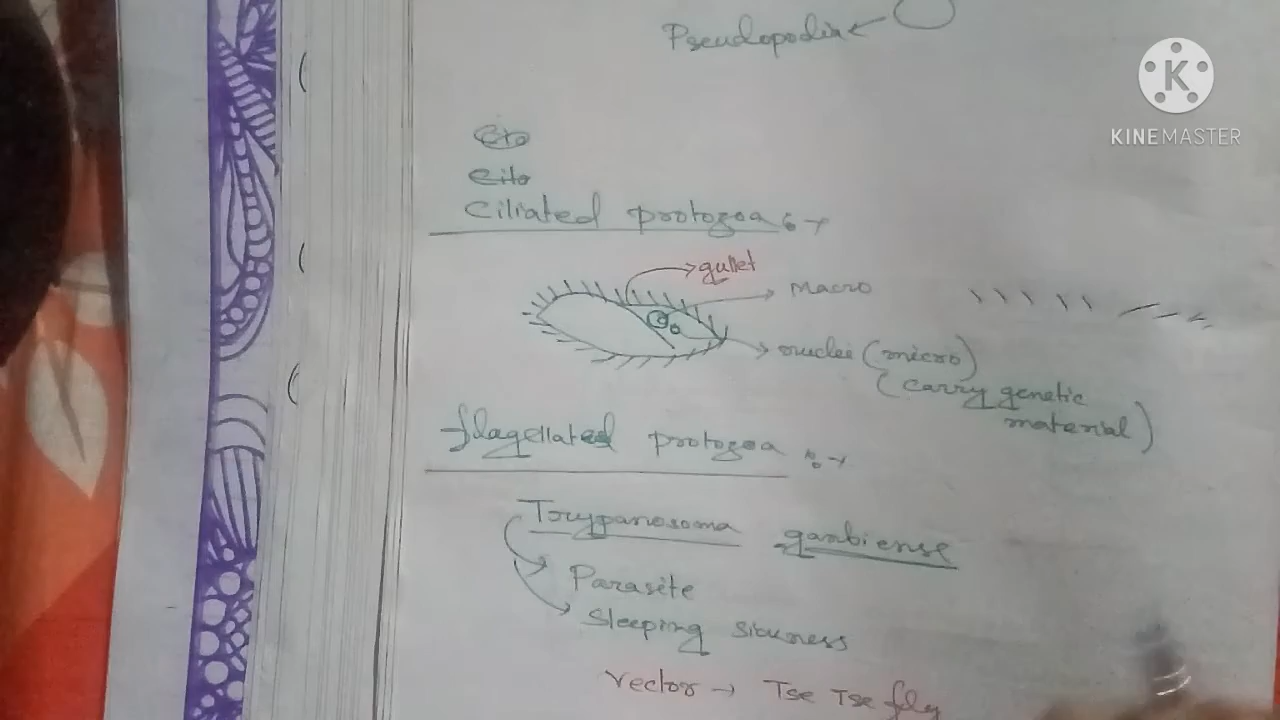 Pseudopodia
K
KINEMASTER
Cito
Ciliated protozoa :→
gullet
Macro
nuclei (micro)
(carry genetic
material)
flagellated protozoa :→
Trypanosoma gambiense
Parasite
Sleeping sickness
Vector → Tse Tse fly